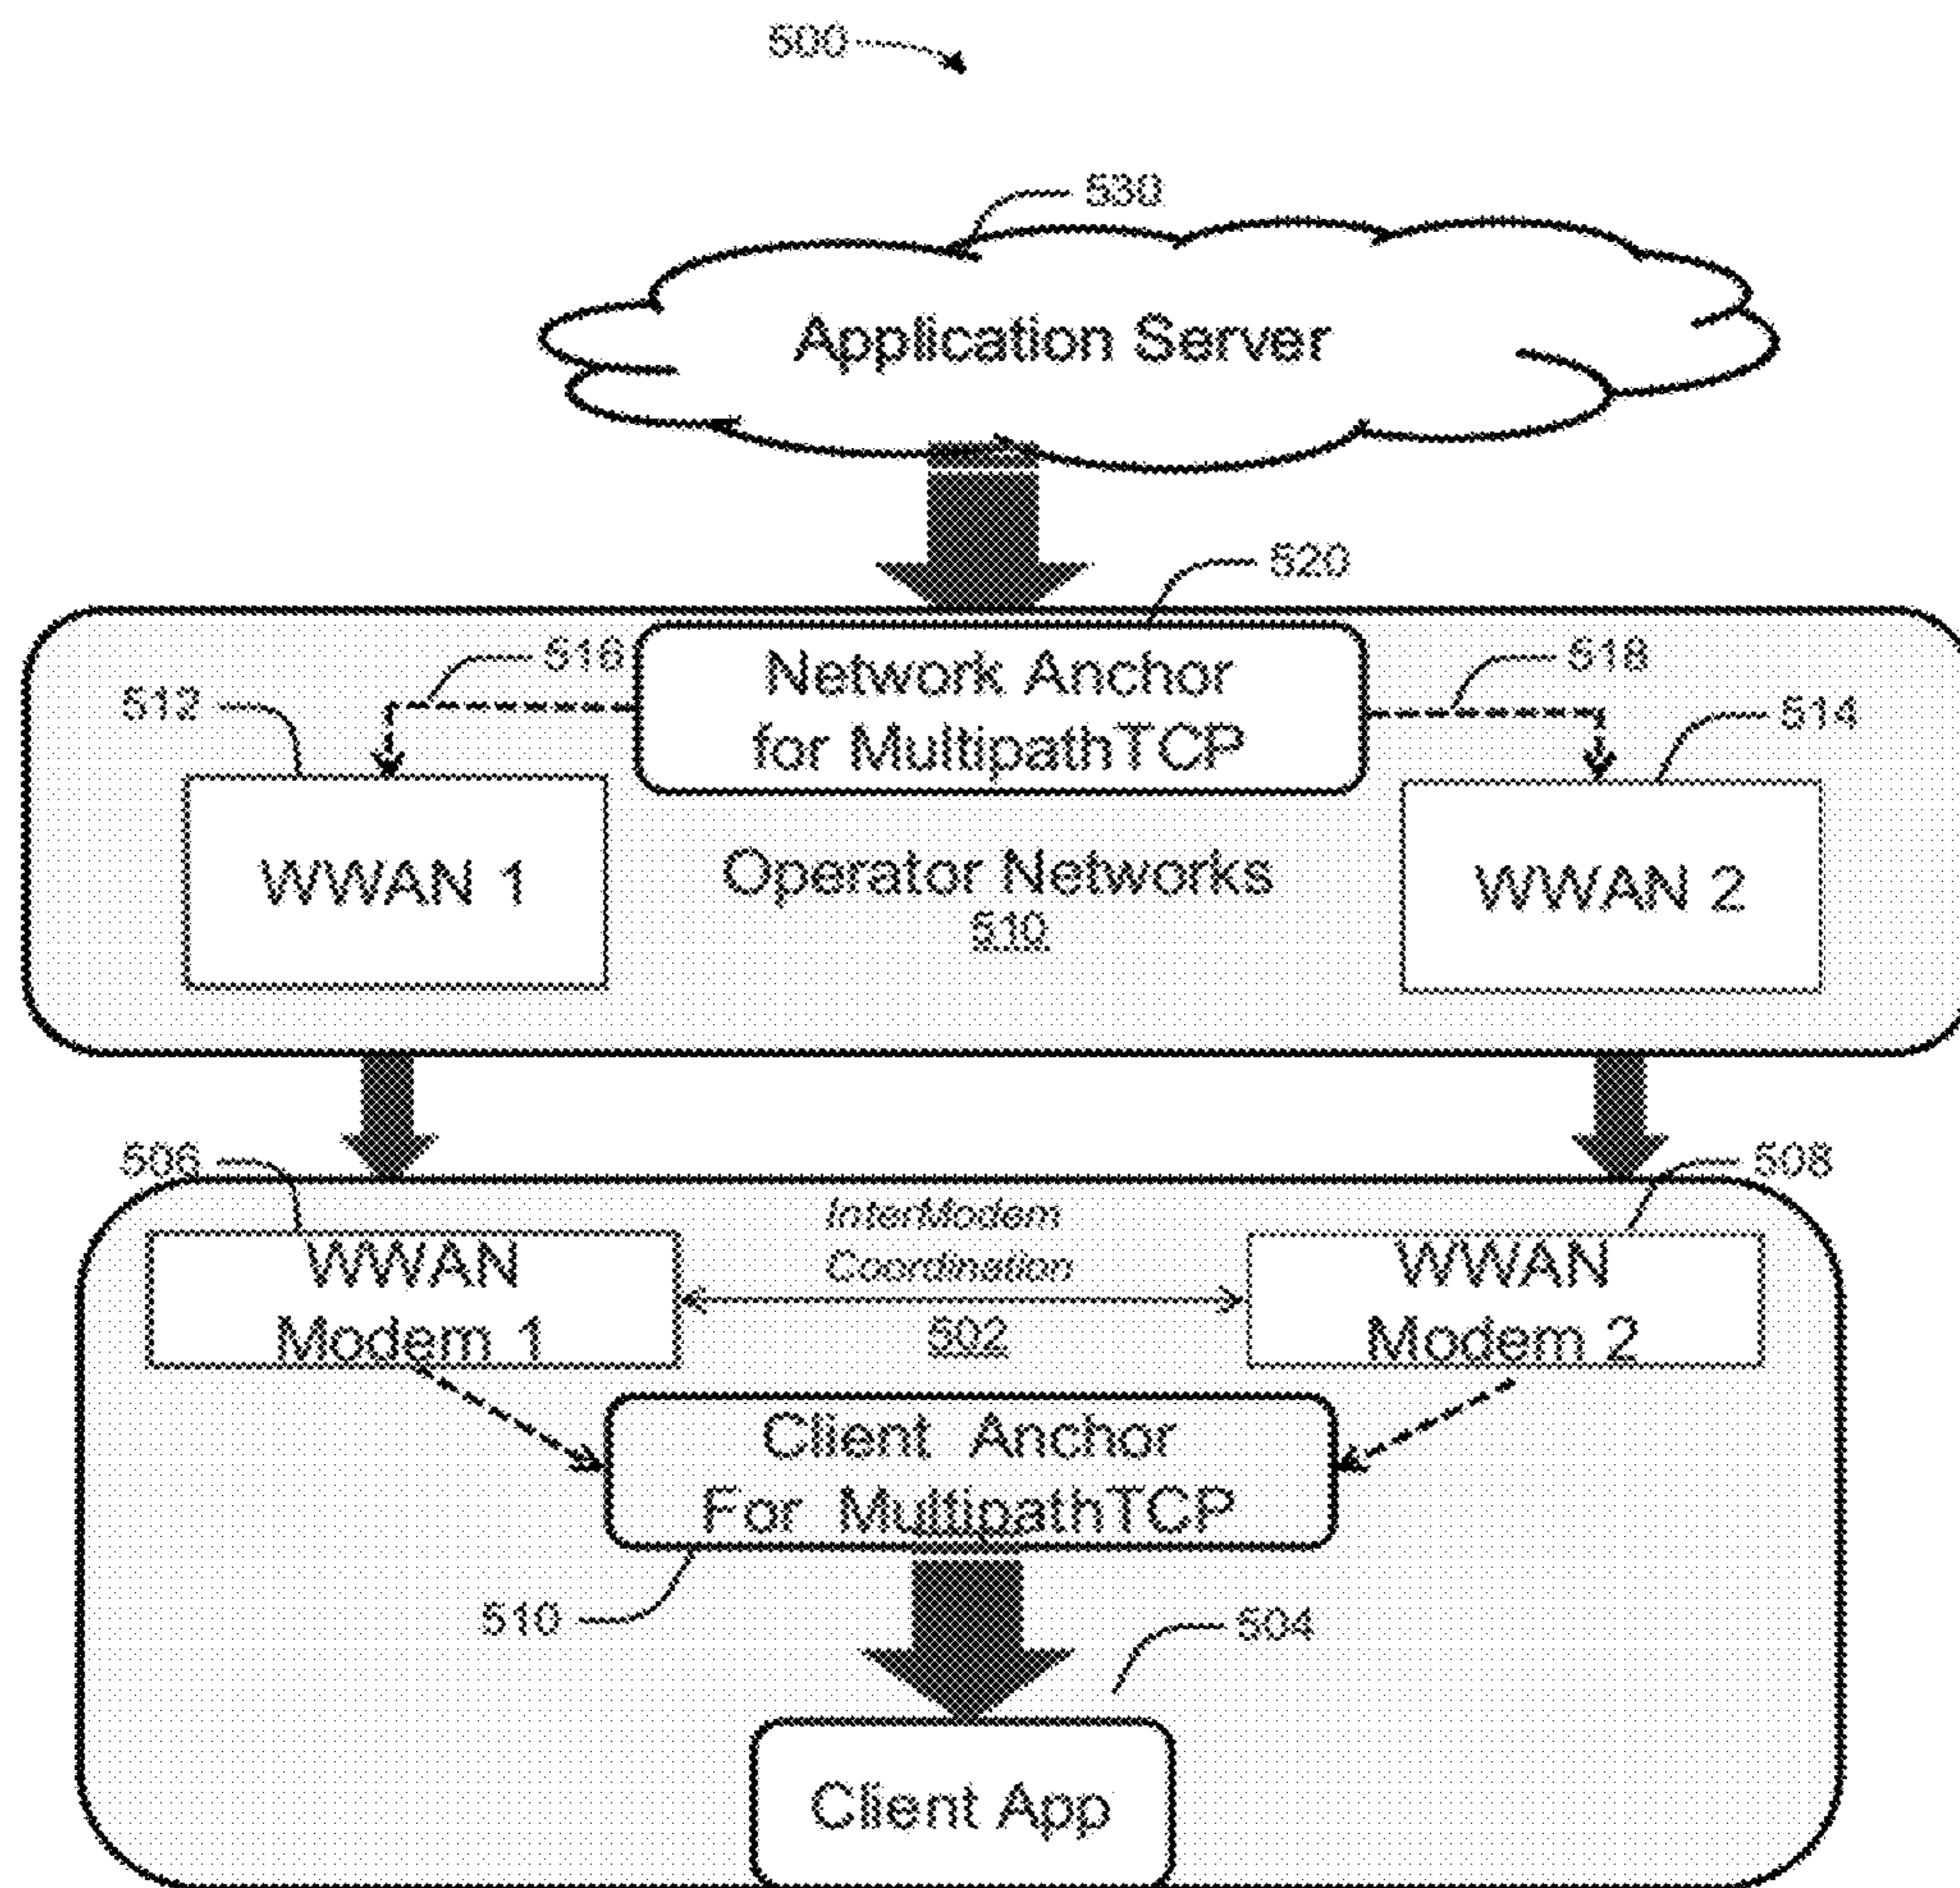 500
530
Application Server
520
Network Anchor
for MultipathTCP
516
518
512
514
WWAN 1
Operator Networks
510
WWAN 2
506
508
InterModem
Coordination
502
WWAN
Modem 1
WWAN
Modem 2
Client Anchor
For MultipathTCP
510
504
Client App